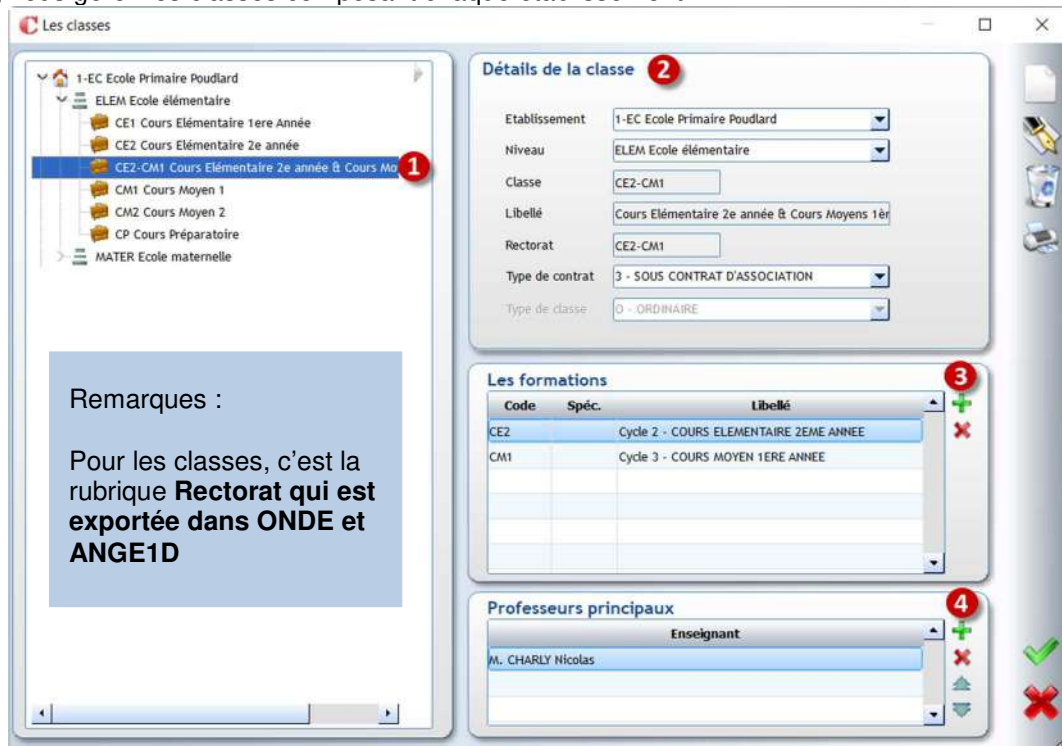 Les classes
1-EC Ecole Primaire Poudlard
ELEM Ecole élémentaire
CE1 Cours Elémentaire 1ere Année
CE2 Cours Elémentaire 2e année
CE2-CM1 Cours Elémentaire 2e année & Cours Mo
1
CM1 Cours Moyen 1
CM2 Cours Moyen 2
CP Cours Préparatoire
MATER Ecole maternelle
Remarques :
Pour les classes, c'est la
rubrique Rectorat qui est
exportée dans ONDE et
ANGE1D
Détails de la classe 2
Etablissement 1-EC Ecole Primaire Poudlard
Niveau ELEM Ecole élémentaire
Classe CE2-CM1
Libellé Cours Elémentaire 2e année & Cours Moyens 1èr
Rectorat CE2-CM1
Type de contrat 3 - SOUS CONTRAT D'ASSOCIATION
Type de classe O - ORDINAIRE
Les formations 3
Code Spéc. Libellé
CE2 Cycle 2 - COURS ELEMENTAIRE 2EME ANNEE
CM1 Cycle 3 - COURS MOYEN 1ERE ANNEE
Professeurs principaux 4
Enseignant
M. CHARLY Nicolas